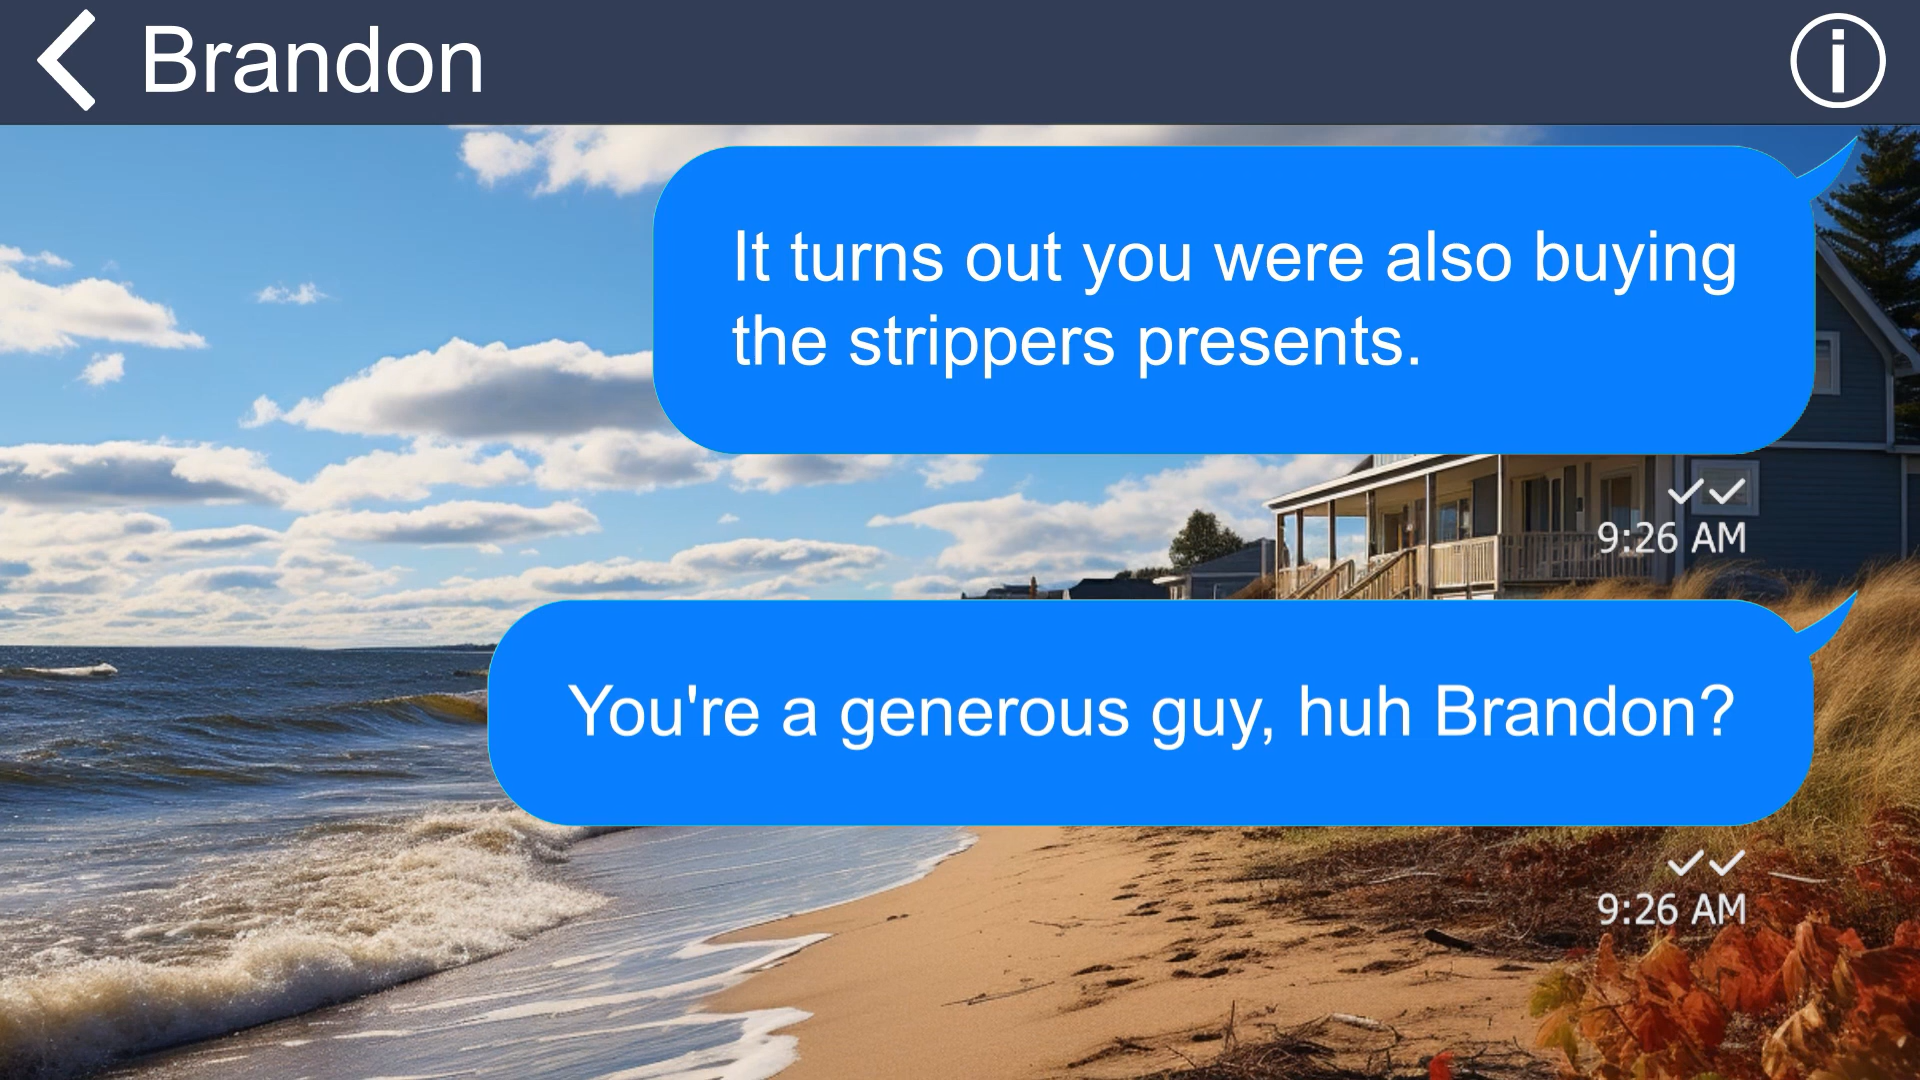 Brandon
It turns out you were also buying
the strippers presents.
9:26 AM
You're a generous guy, huh Brandon?
9:26 AM